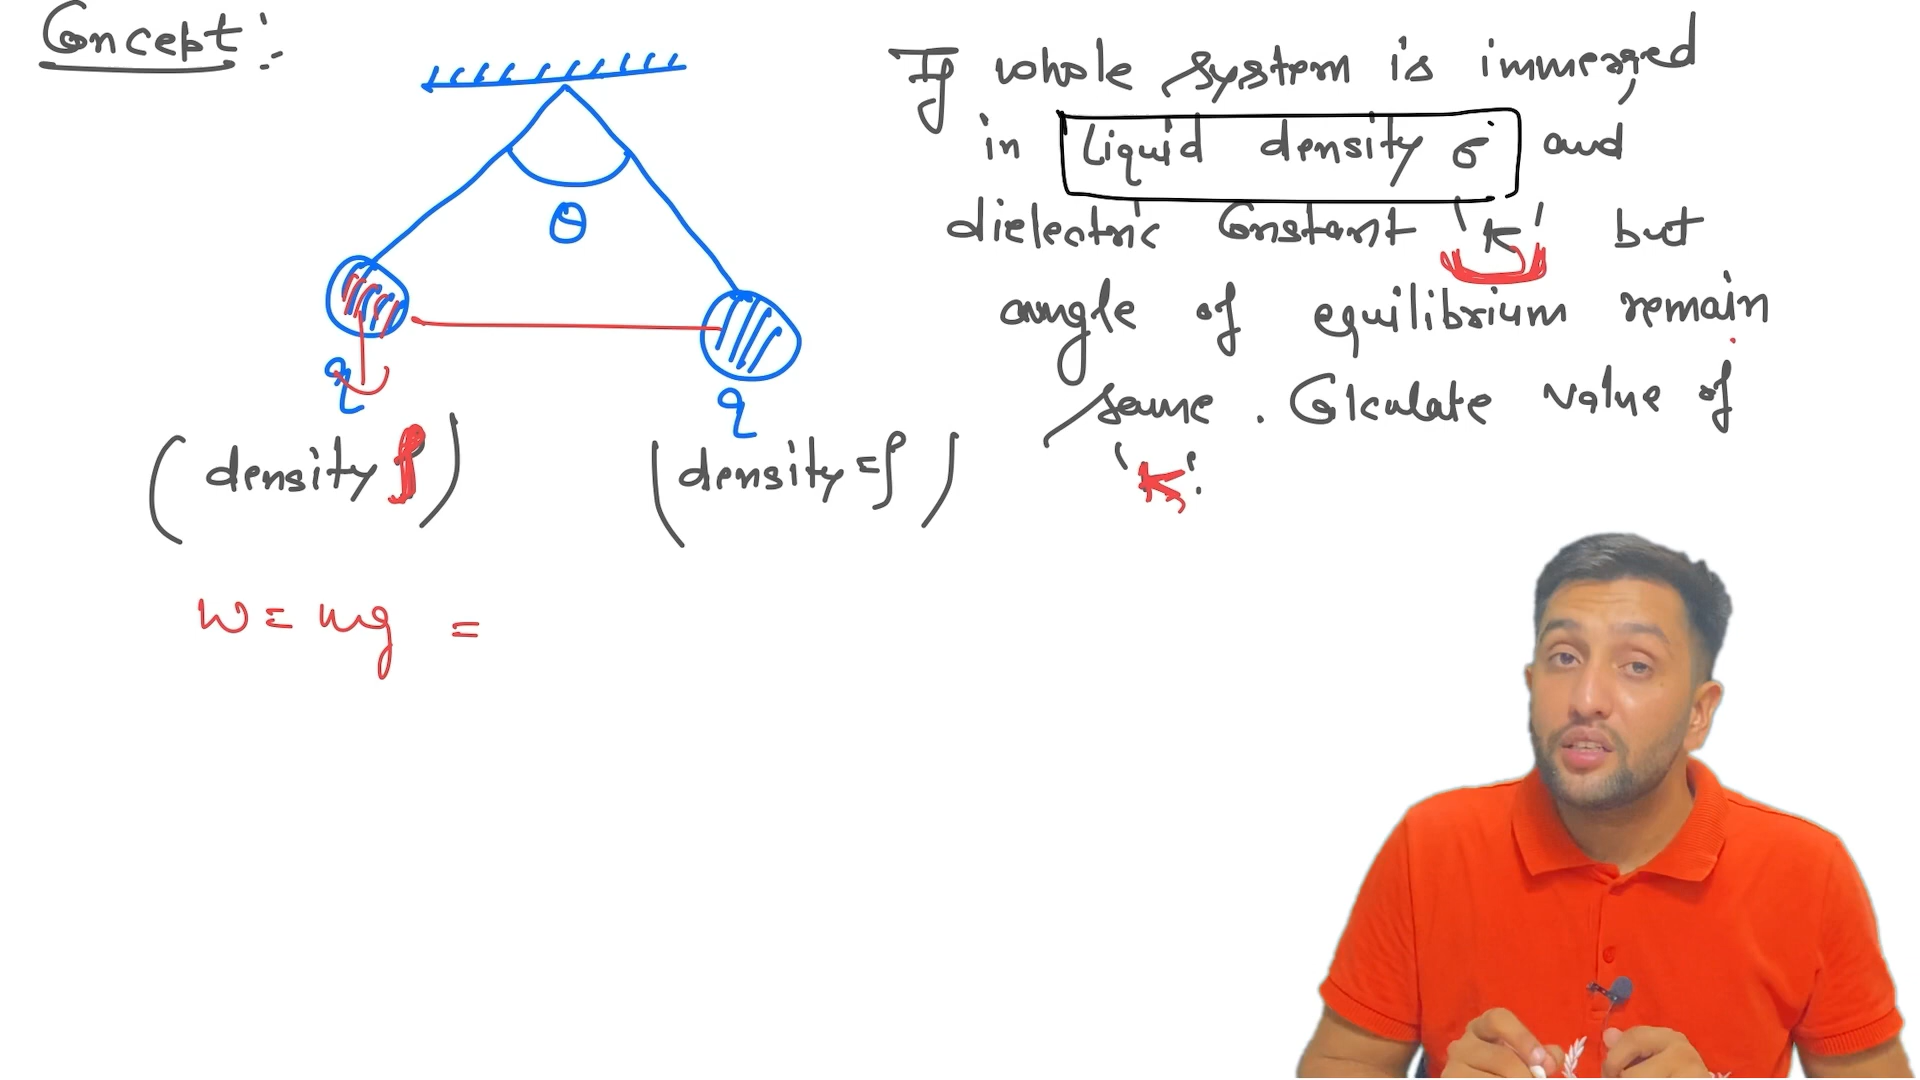 Concept :-
If whole system is immersed
in liquid density σ and
dielectric constant 'K' but
angle of equilibrium remain
same. Calculate value of
'K'.
θ
q
q
(density ρ)
(density = ρ)
W = mg =